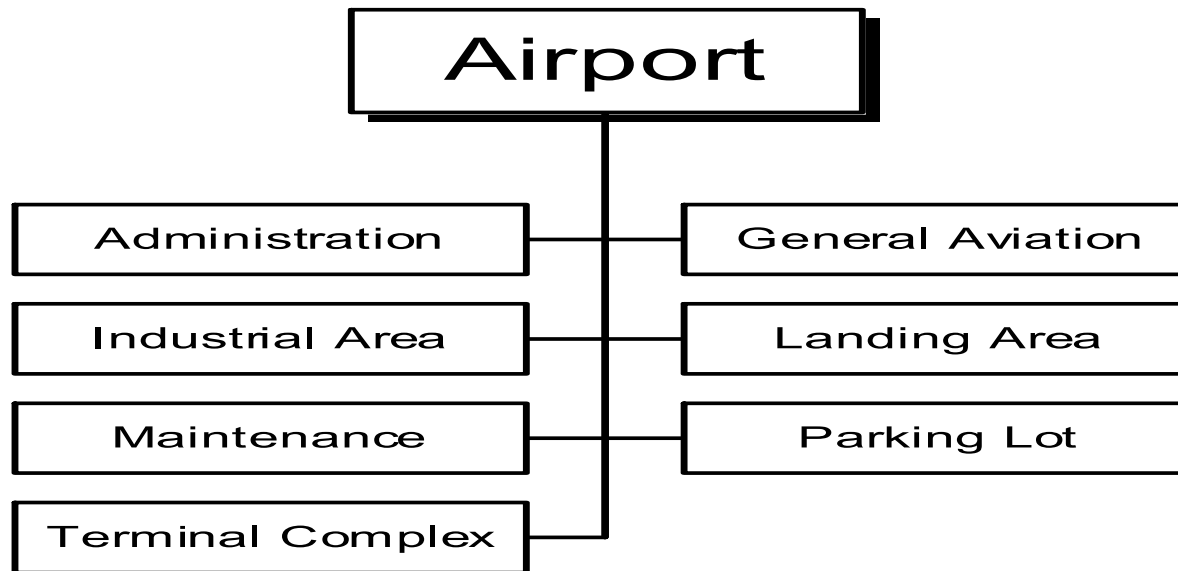 Airport
Administration
General Aviation
Industrial Area
Landing Area
Maintenance
Parking Lot
Terminal Complex